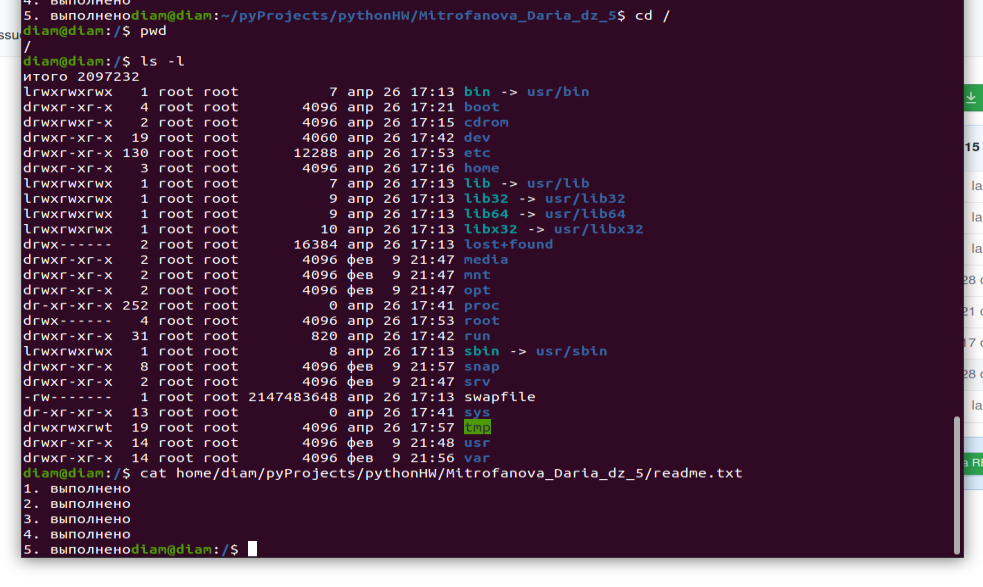 4. выполнено
5. выполненоdiam@diam:~/pyProjects/pythonHW/Mitrofanova_Daria_dz_5$ cd /
diam@diam:/$ pwd
/
diam@diam:/$ ls -l
итого 2097232
lrwxrwxrwx   1 root root          7 апр 26 17:13 bin -> usr/bin
drwxr-xr-x   4 root root       4096 апр 26 17:21 boot
drwxrwxr-x   2 root root       4096 апр 26 17:15 cdrom
drwxr-xr-x  19 root root       4060 апр 26 17:42 dev
drwxr-xr-x 130 root root      12288 апр 26 17:53 etc
drwxr-xr-x   3 root root       4096 апр 26 17:16 home
lrwxrwxrwx   1 root root          7 апр 26 17:13 lib -> usr/lib
lrwxrwxrwx   1 root root          9 апр 26 17:13 lib32 -> usr/lib32
lrwxrwxrwx   1 root root          9 апр 26 17:13 lib64 -> usr/lib64
lrwxrwxrwx   1 root root         10 апр 26 17:13 libx32 -> usr/libx32
drwx------   2 root root      16384 апр 26 17:13 lost+found
drwxr-xr-x   2 root root       4096 фев  9 21:47 media
drwxr-xr-x   2 root root       4096 фев  9 21:47 mnt
drwxr-xr-x   2 root root       4096 фев  9 21:47 opt
dr-xr-xr-x 252 root root          0 апр 26 17:41 proc
drwx------   4 root root       4096 апр 26 17:53 root
drwxr-xr-x  31 root root        820 апр 26 17:42 run
lrwxrwxrwx   1 root root          8 апр 26 17:13 sbin -> usr/sbin
drwxr-xr-x   8 root root       4096 фев  9 21:57 snap
drwxr-xr-x   2 root root       4096 фев  9 21:47 srv
-rw-------   1 root root 2147483648 апр 26 17:13 swapfile
dr-xr-xr-x  13 root root          0 апр 26 17:41 sys
drwxrwxrwt  19 root root       4096 апр 26 17:57 tmp
drwxr-xr-x  14 root root       4096 фев  9 21:48 usr
drwxr-xr-x  14 root root       4096 фев  9 21:56 var
diam@diam:/$ cat home/diam/pyProjects/pythonHW/Mitrofanova_Daria_dz_5/readme.txt
1. выполнено
2. выполнено
3. выполнено
4. выполнено
5. выполненоdiam@diam:/$
15
la
la
la
28
21
17
28
la